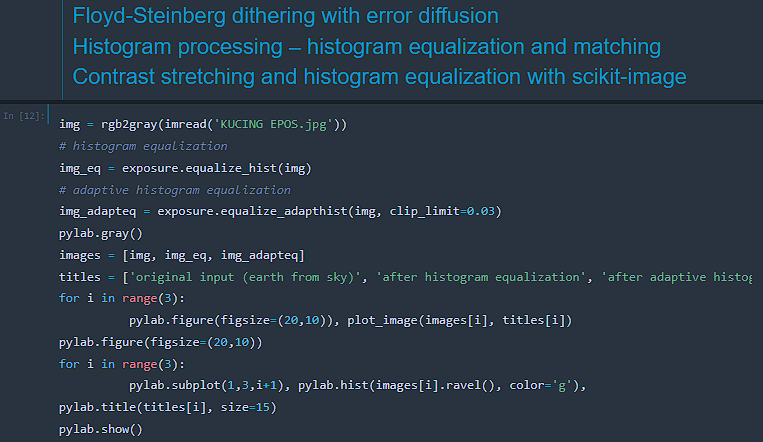 Floyd-Steinberg dithering with error diffusion
Histogram processing – histogram equalization and matching
Contrast stretching and histogram equalization with scikit-image
In [12]:
img = rgb2gray(imread('KUCING EPOS.jpg'))
# histogram equalization
img_eq = exposure.equalize_hist(img)
# adaptive histogram equalization
img_adapteq = exposure.equalize_adapthist(img, clip_limit=0.03)
pylab.gray()
images = [img, img_eq, img_adapteq]
titles = ['original input (earth from sky)', 'after histogram equalization', 'after adaptive histog
for i in range(3):
pylab.figure(figsize=(20,10)), plot_image(images[i], titles[i])
pylab.figure(figsize=(20,10))
for i in range(3):
pylab.subplot(1,3,i+1), pylab.hist(images[i].ravel(), color='g'),
pylab.title(titles[i], size=15)
pylab.show()